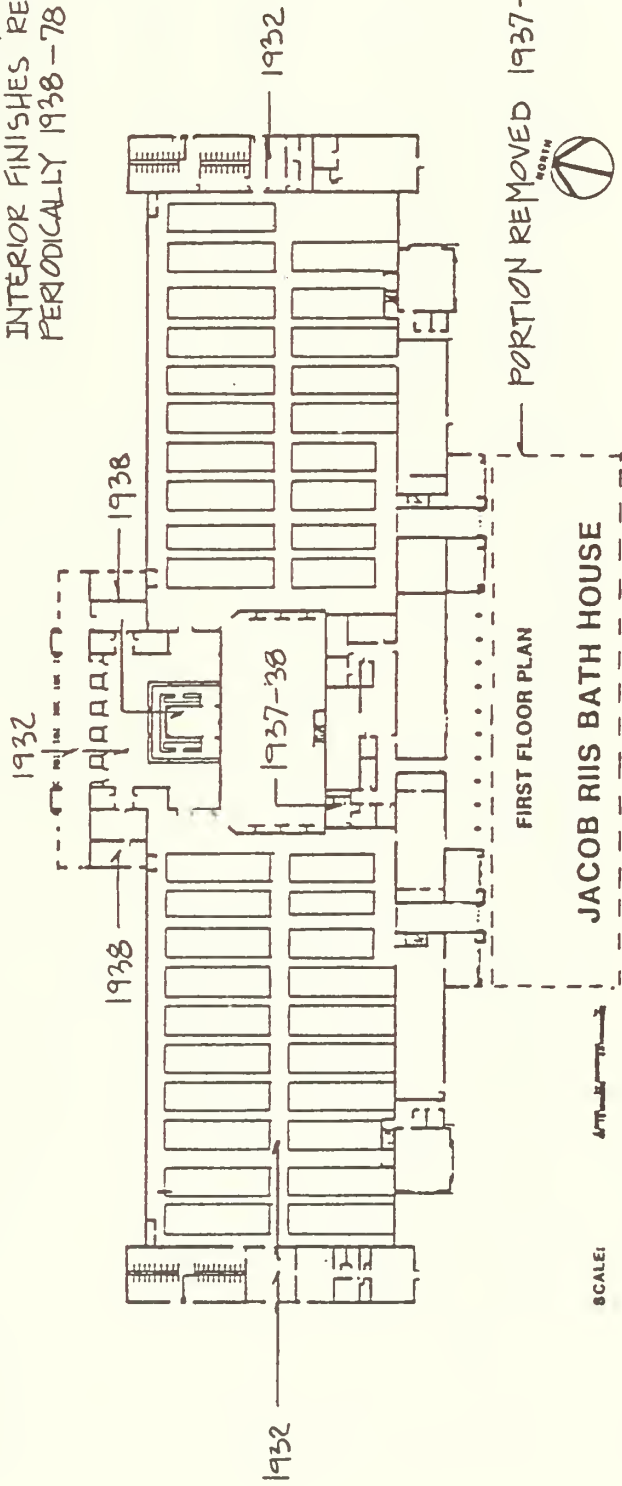 INTERIOR FINISHES RE
PERIODICALLY 1938-78
1932
1938
1932
1938
1937-38
1932
PORTION REMOVED 1937-
NORTH
FIRST FLOOR PLAN
JACOB RIIS BATH HOUSE
SCALE: